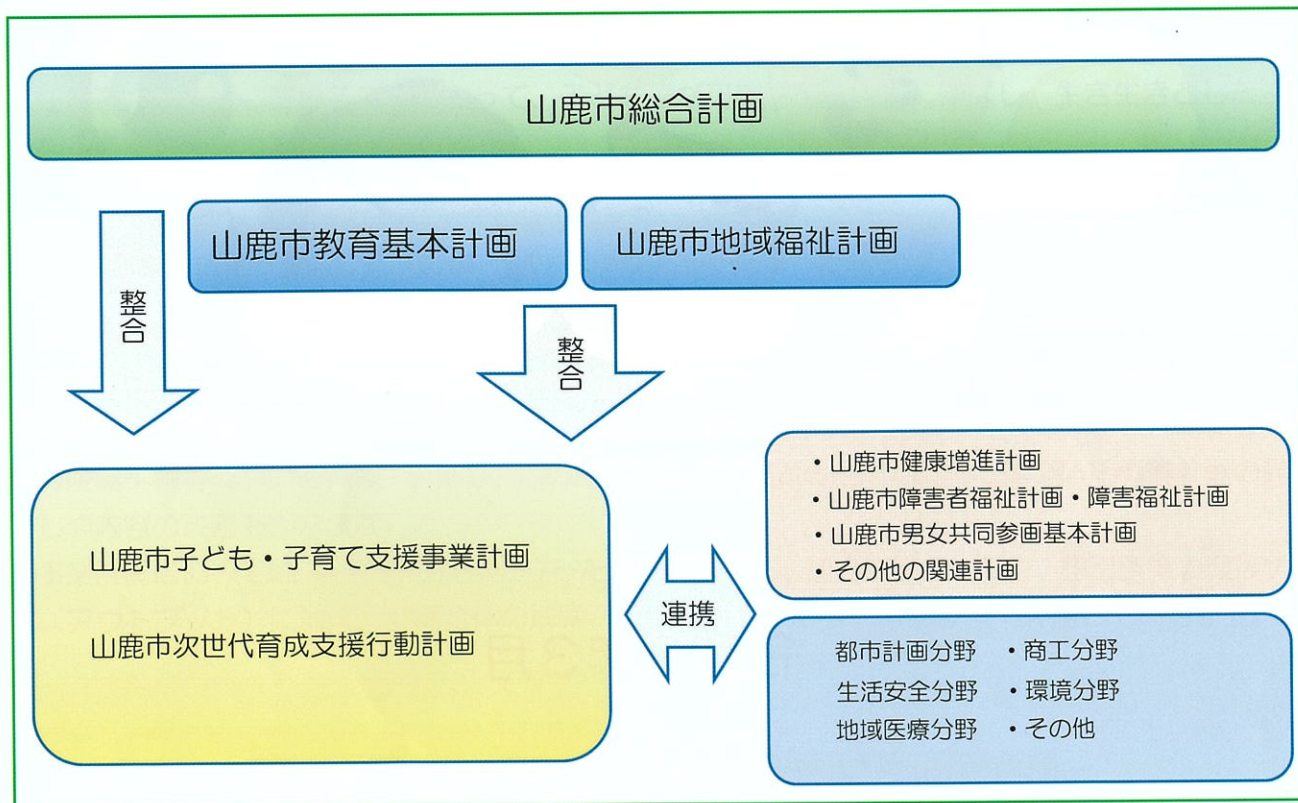 山鹿市総合計画
山鹿市教育基本計画
山鹿市地域福祉計画
整合
整合
山鹿市子ども・子育て支援事業計画
山鹿市次世代育成支援行動計画
連携
・山鹿市健康増進計画
・山鹿市障害者福祉計画・障害福祉計画
・山鹿市男女共同参画基本計画
・その他の関連計画
都市計画分野 ・商工分野
生活安全分野 ・環境分野
地域医療分野 ・その他